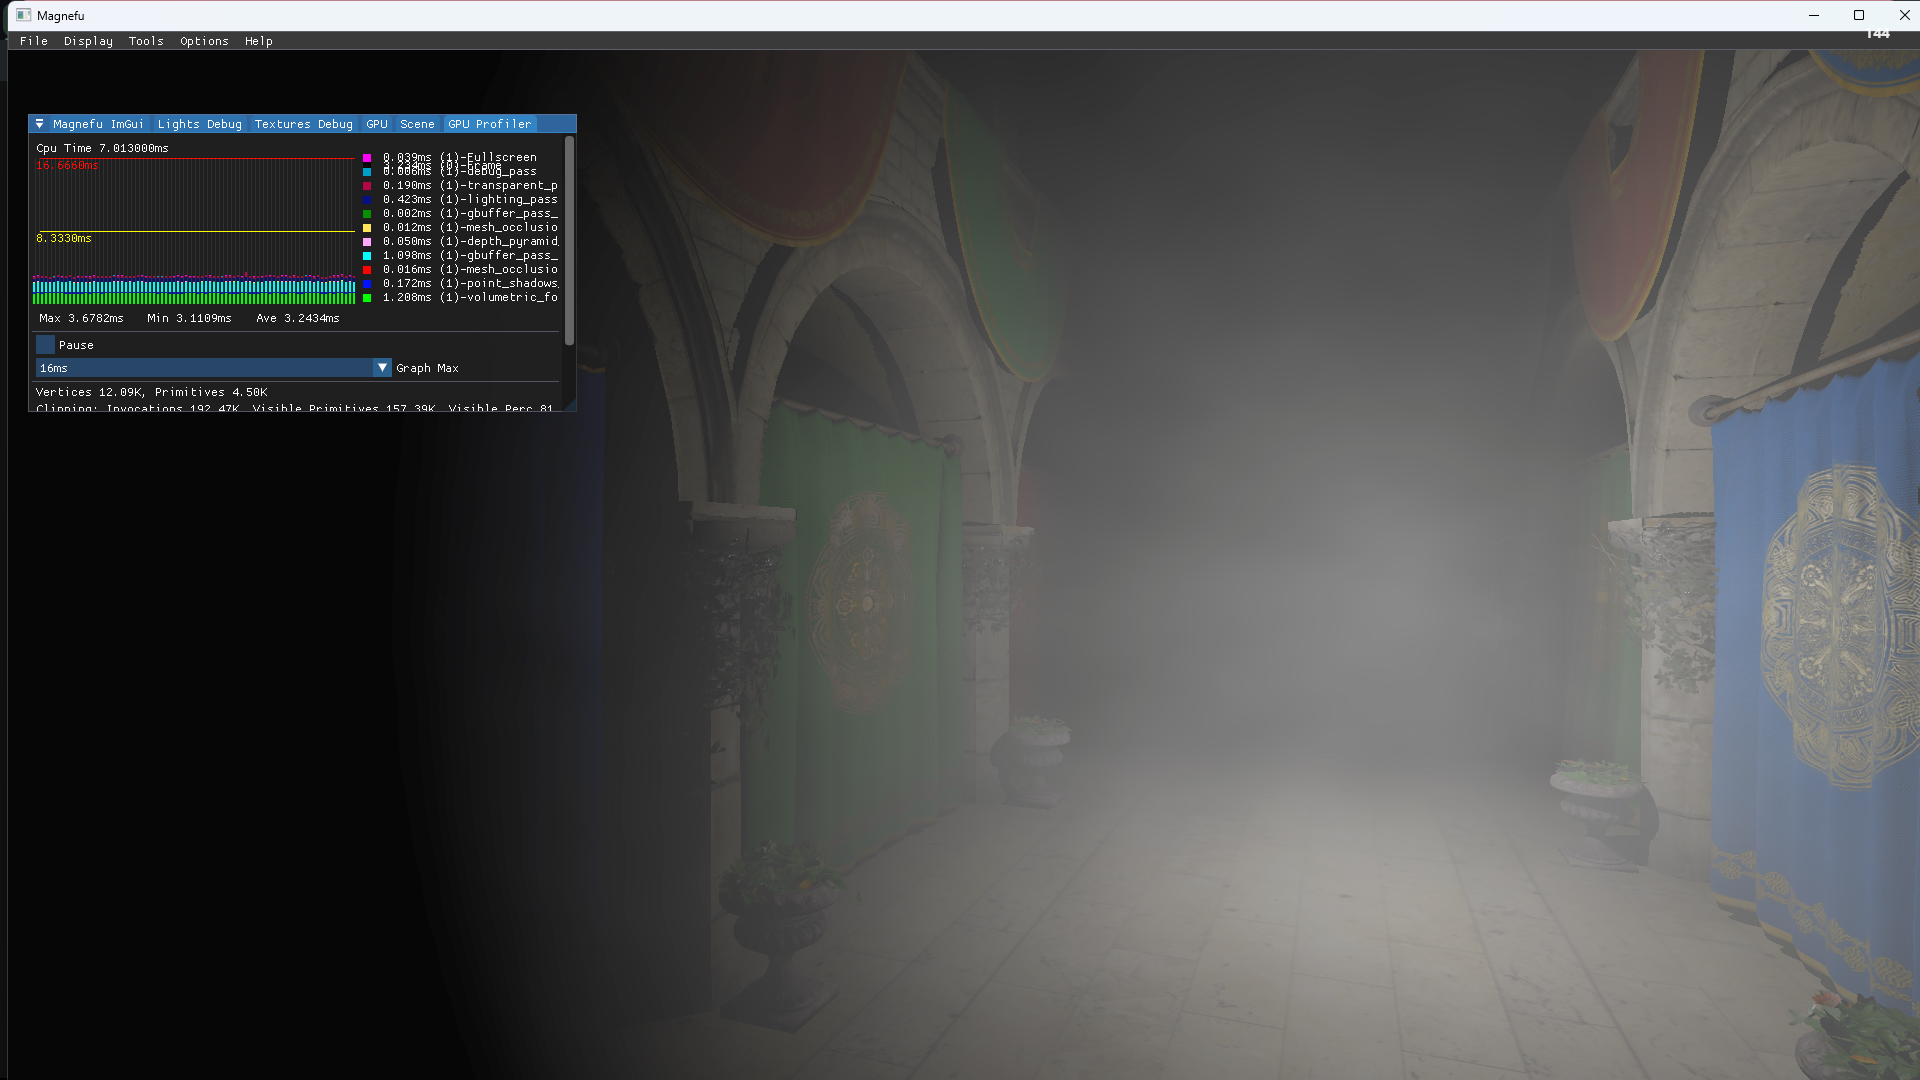 Magnefu
144
File Display Tools Options Help
Magnefu ImGui Lights Debug Textures Debug GPU Scene GPU Profiler
Cpu Time 7.013000ms
16.6660ms
8.3330ms
0.039ms (1)-Fullscreen
3.234ms (0)-Frame
0.006ms (1)-debug_pass
0.190ms (1)-transparent_p
0.423ms (1)-lighting_pass
0.002ms (1)-gbuffer_pass_
0.012ms (1)-mesh_occlusio
0.050ms (1)-depth_pyramid_
1.098ms (1)-gbuffer_pass_
0.016ms (1)-mesh_occlusio
0.172ms (1)-point_shadows_
1.208ms (1)-volumetric_fo
Max 3.6782ms Min 3.1109ms Ave 3.2434ms
Pause
16ms Graph Max
Vertices 12.09K, Primitives 4.50K
Clipping: Invocations 192.47K, Visible Primitives 157.39K, Visible Perc 81